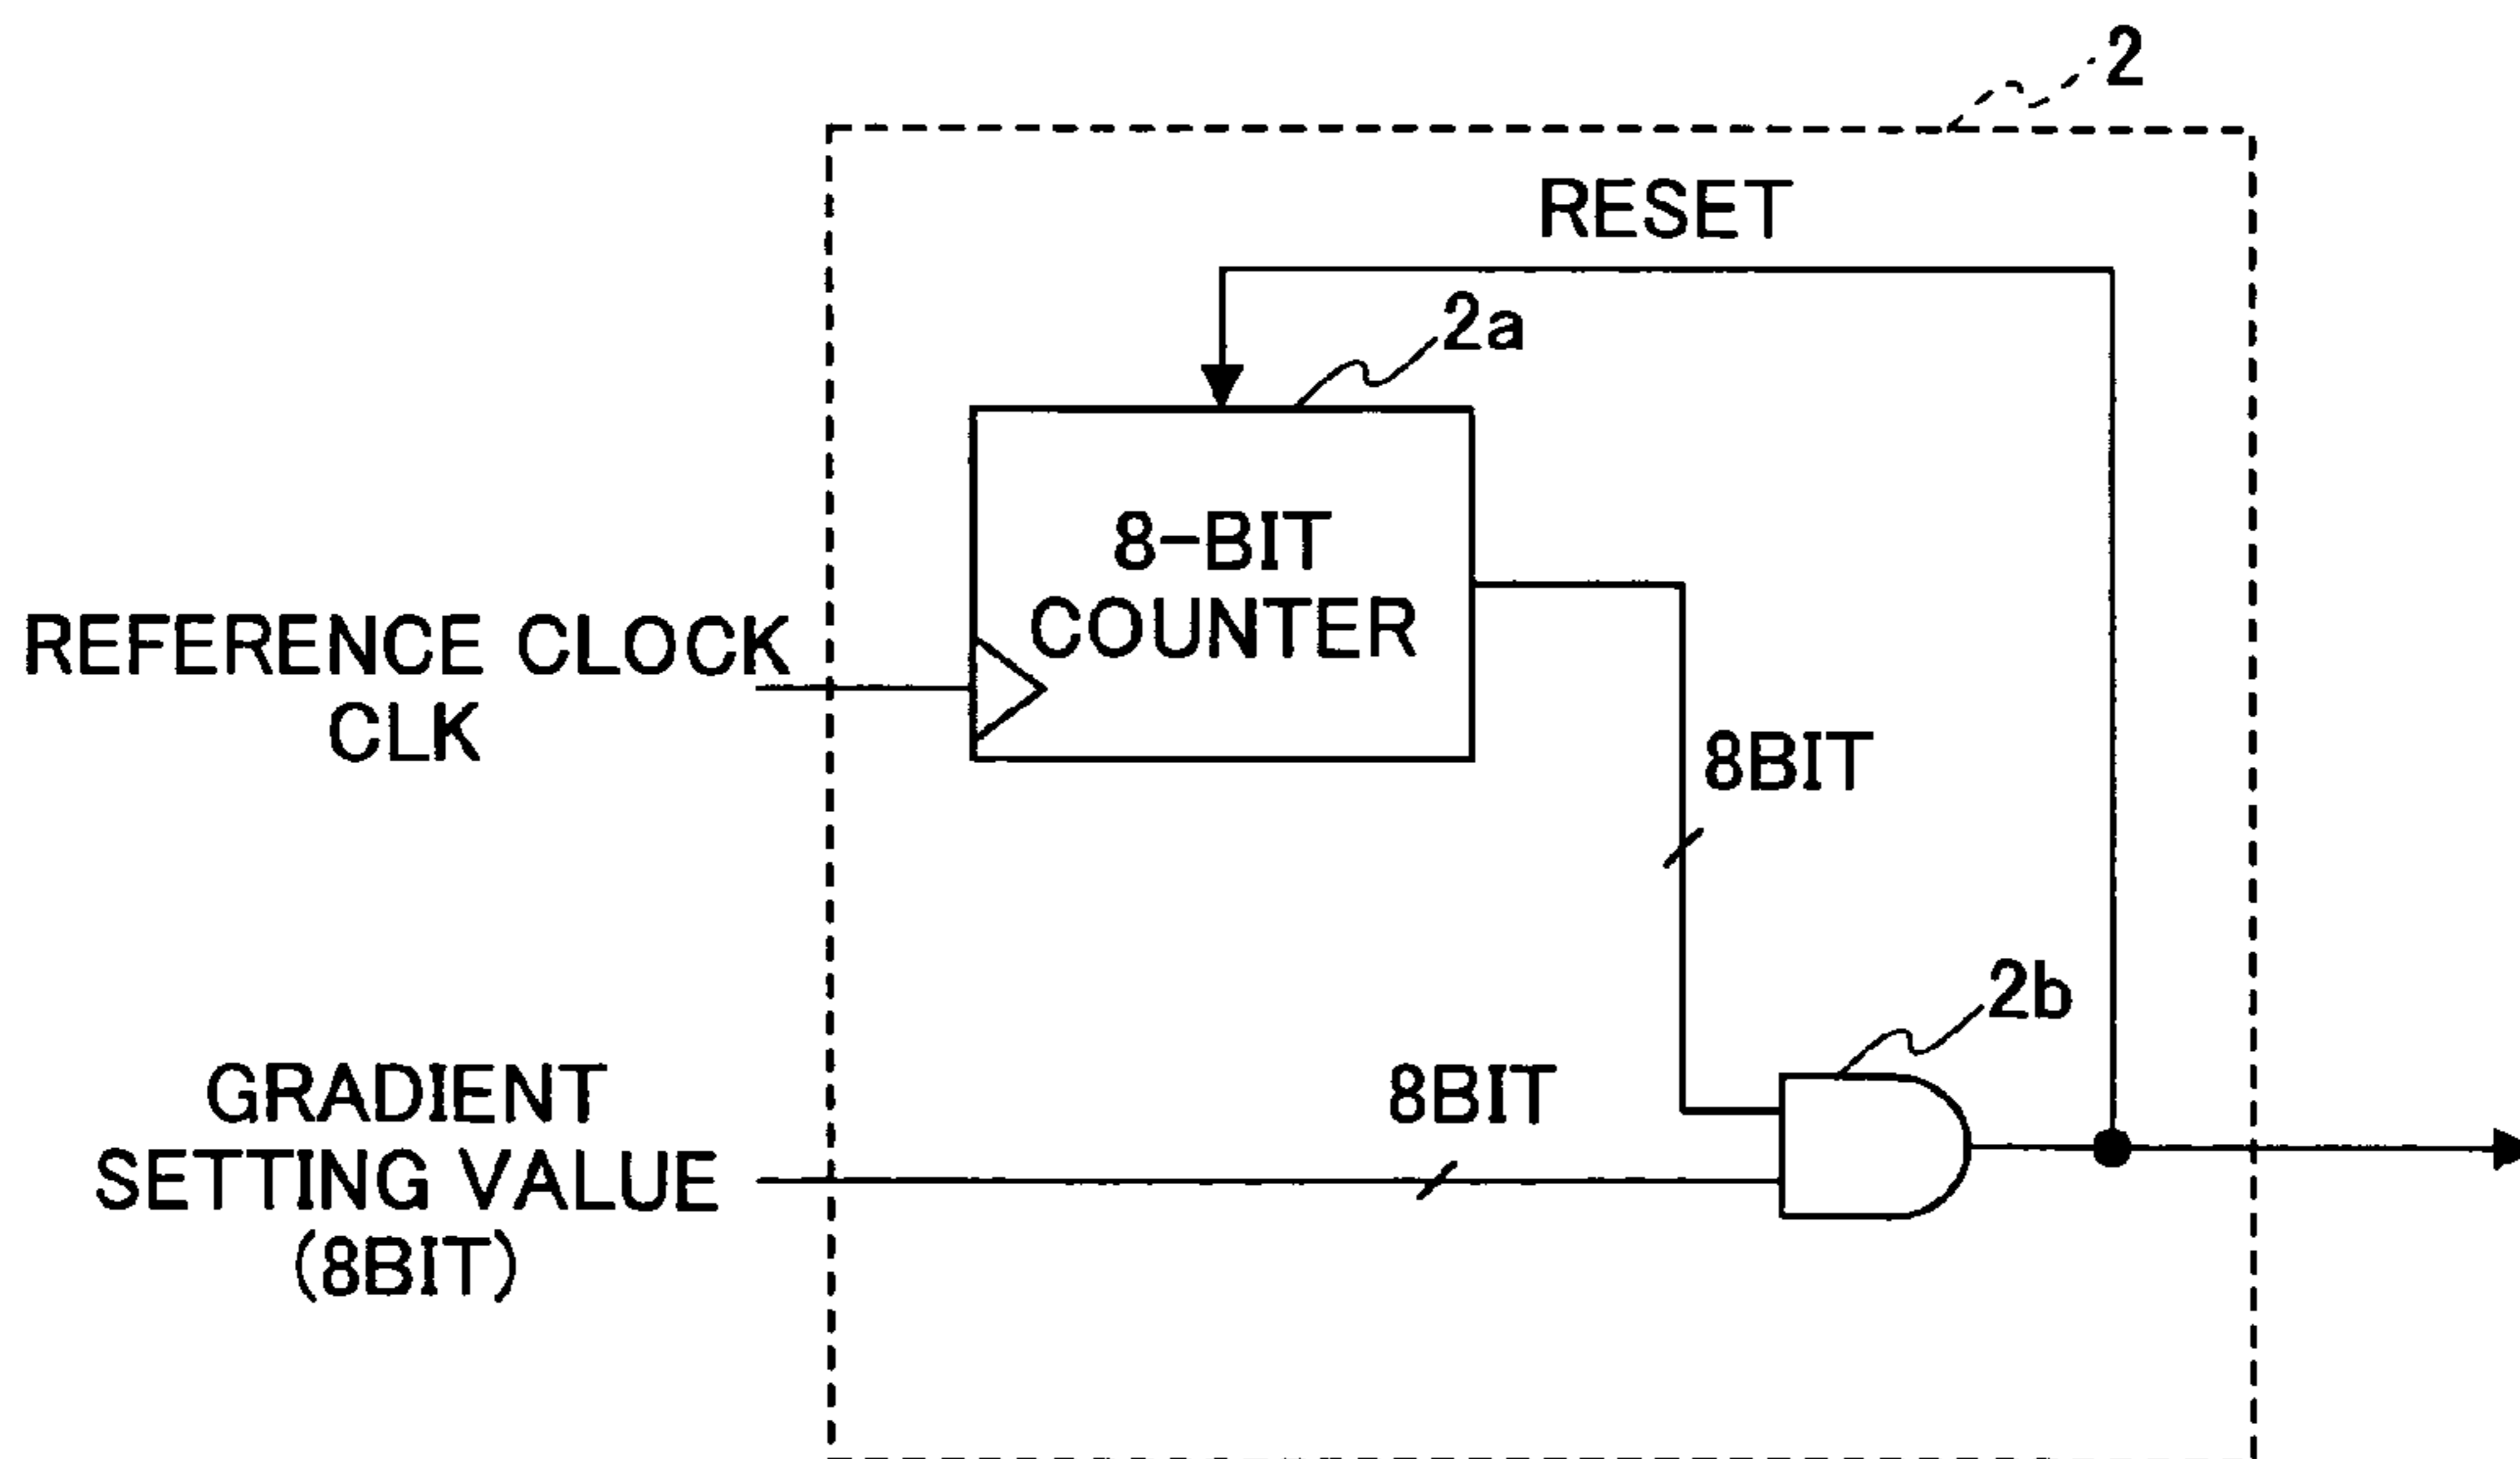 2
RESET
2a
8-BIT
COUNTER
REFERENCE CLOCK
CLK
8BIT
2b
8BIT
GRADIENT
SETTING VALUE
(8BIT)